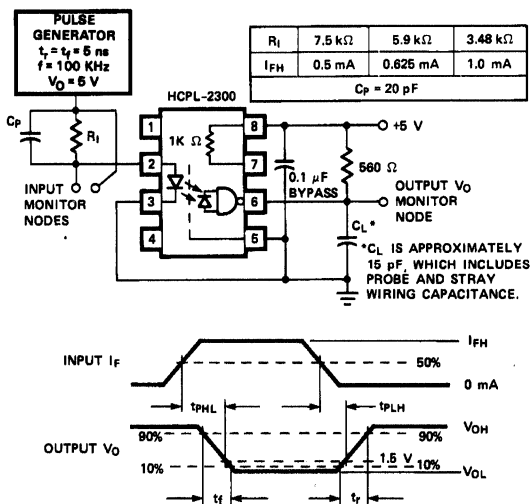 PULSE
GENERATOR
tr = tf = 5 ns
f = 100 KHz
VO = 5 V
RI 7.5 kΩ 5.9 kΩ 3.48 kΩ
IFH 0.5 mA 0.625 mA 1.0 mA
CP = 20 pF
HCPL-2300
CP
RI
1
8
+5 V
1K Ω
2
7
0.1 μF
BYPASS
560 Ω
INPUT
MONITOR
NODES
3
6
OUTPUT VO
MONITOR
NODE
4
5
CL*
*CL IS APPROXIMATELY
15 pF, WHICH INCLUDES
PROBE AND STRAY
WIRING CAPACITANCE.
IFH
INPUT IF
50%
0 mA
tPHL
tPLH
90%
90%
VOH
OUTPUT VO
1.5 V
10%
10%
VOL
tf
tr